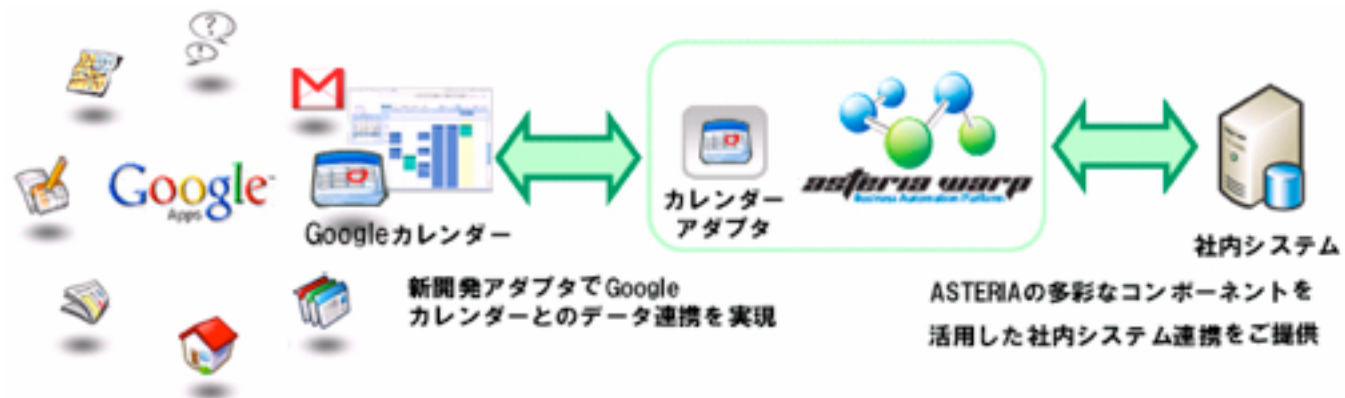 Google™
Apps
Googleカレンダー
新開発アダプタでGoogle
カレンダーとのデータ連携を実現
カレンダー
アダプタ
asteria warp
Business Automation Platform
社内システム
ASTERIAの多彩なコンポーネントを
活用した社内システム連携をご提供